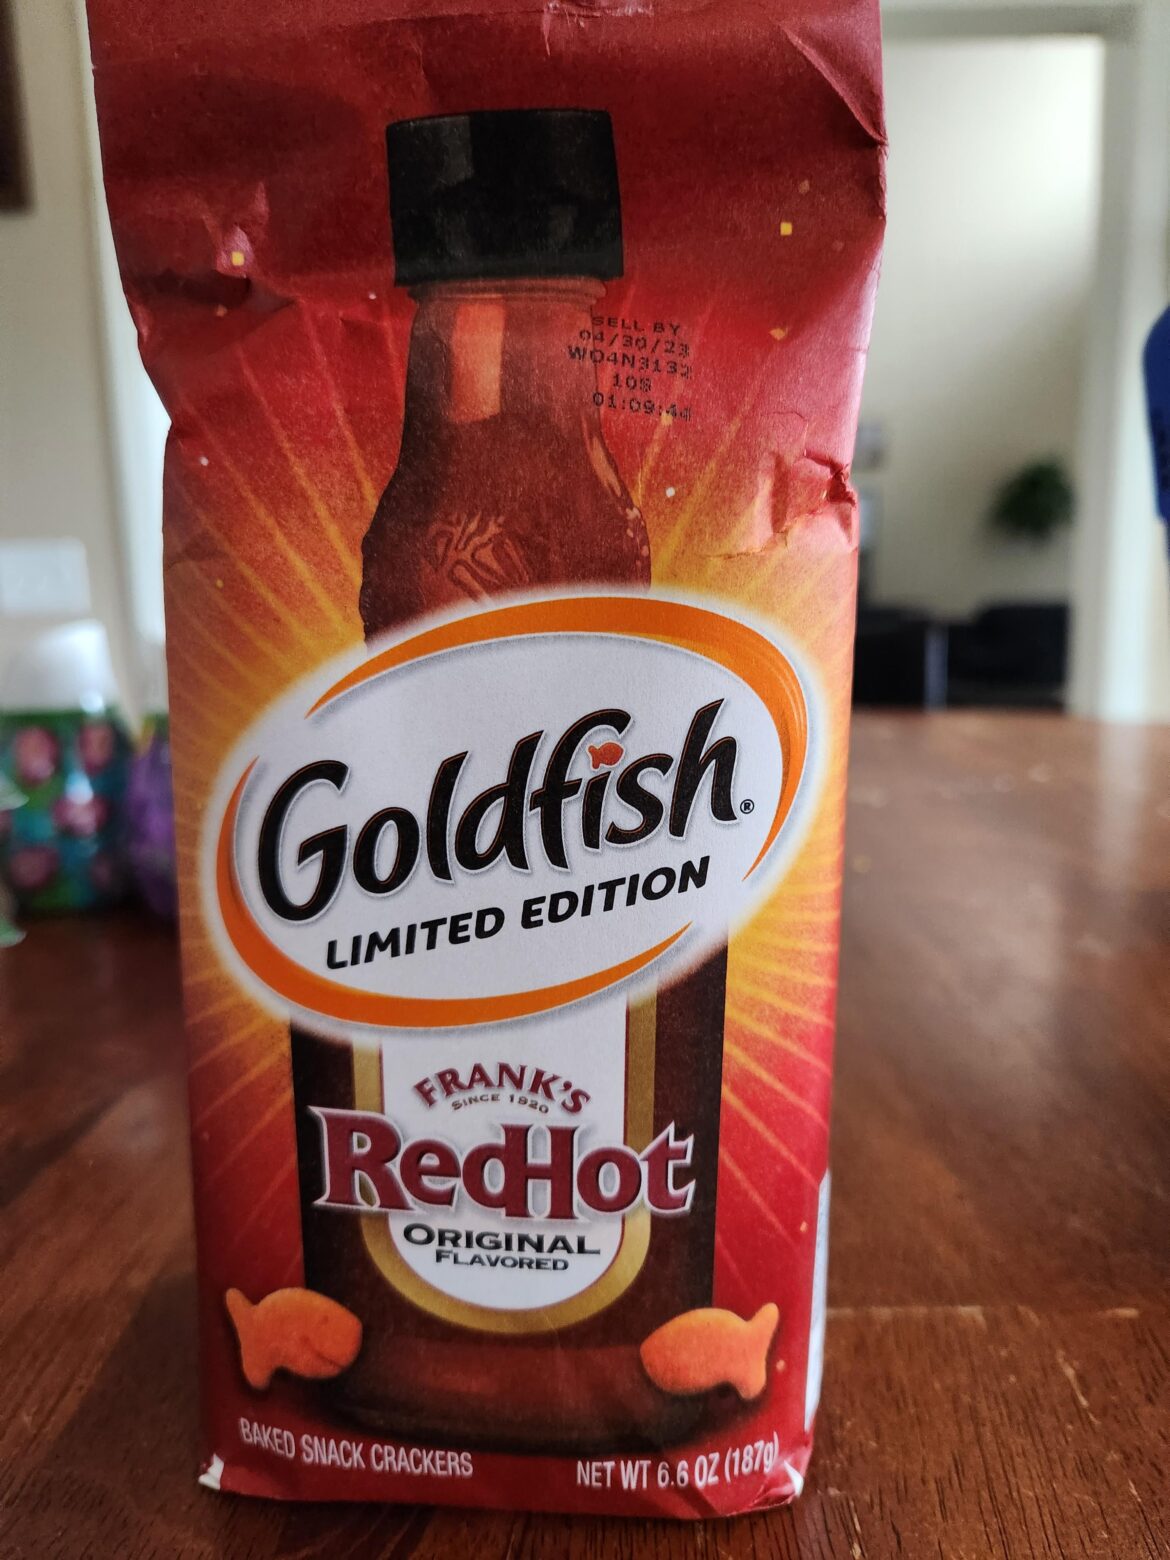 SELL BY
04/30/23
WO4N3132
10S
01:09:44
Goldfish®
LIMITED EDITION
FRANK'S
SINCE 1920
RedHot
ORIGINAL
FLAVORED
BAKED SNACK CRACKERS
NET WT 6.6 OZ (187g)